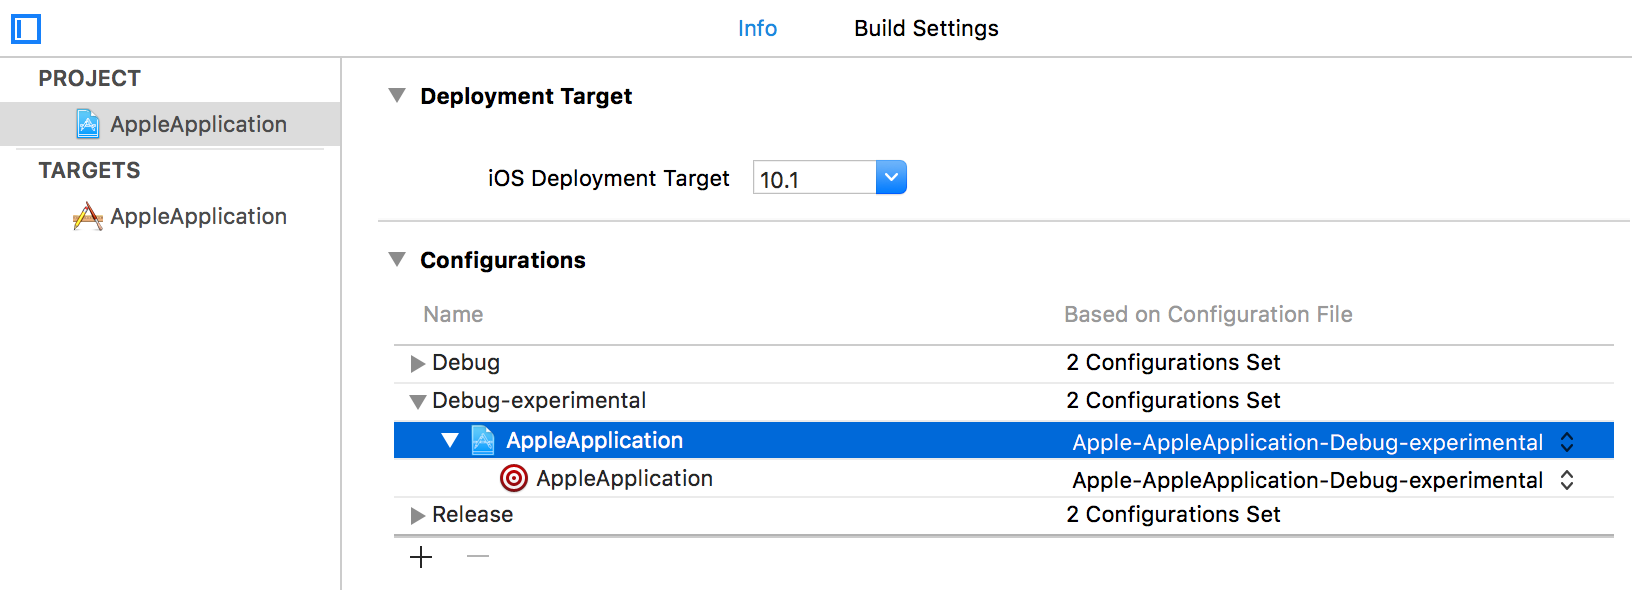 Info Build Settings
PROJECT
AppleApplication
TARGETS
AppleApplication
Deployment Target
iOS Deployment Target 10.1
Configurations
Name Based on Configuration File
Debug 2 Configurations Set
Debug-experimental 2 Configurations Set
AppleApplication Apple-AppleApplication-Debug-experimental
AppleApplication Apple-AppleApplication-Debug-experimental
Release 2 Configurations Set